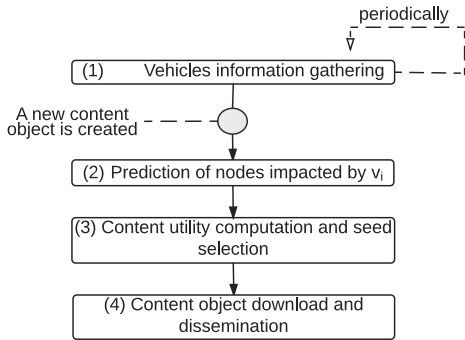 periodically
(1) Vehicles information gathering
A new content
object is created
(2) Prediction of nodes impacted by vi
(3) Content utility computation and seed
selection
(4) Content object download and
dissemination